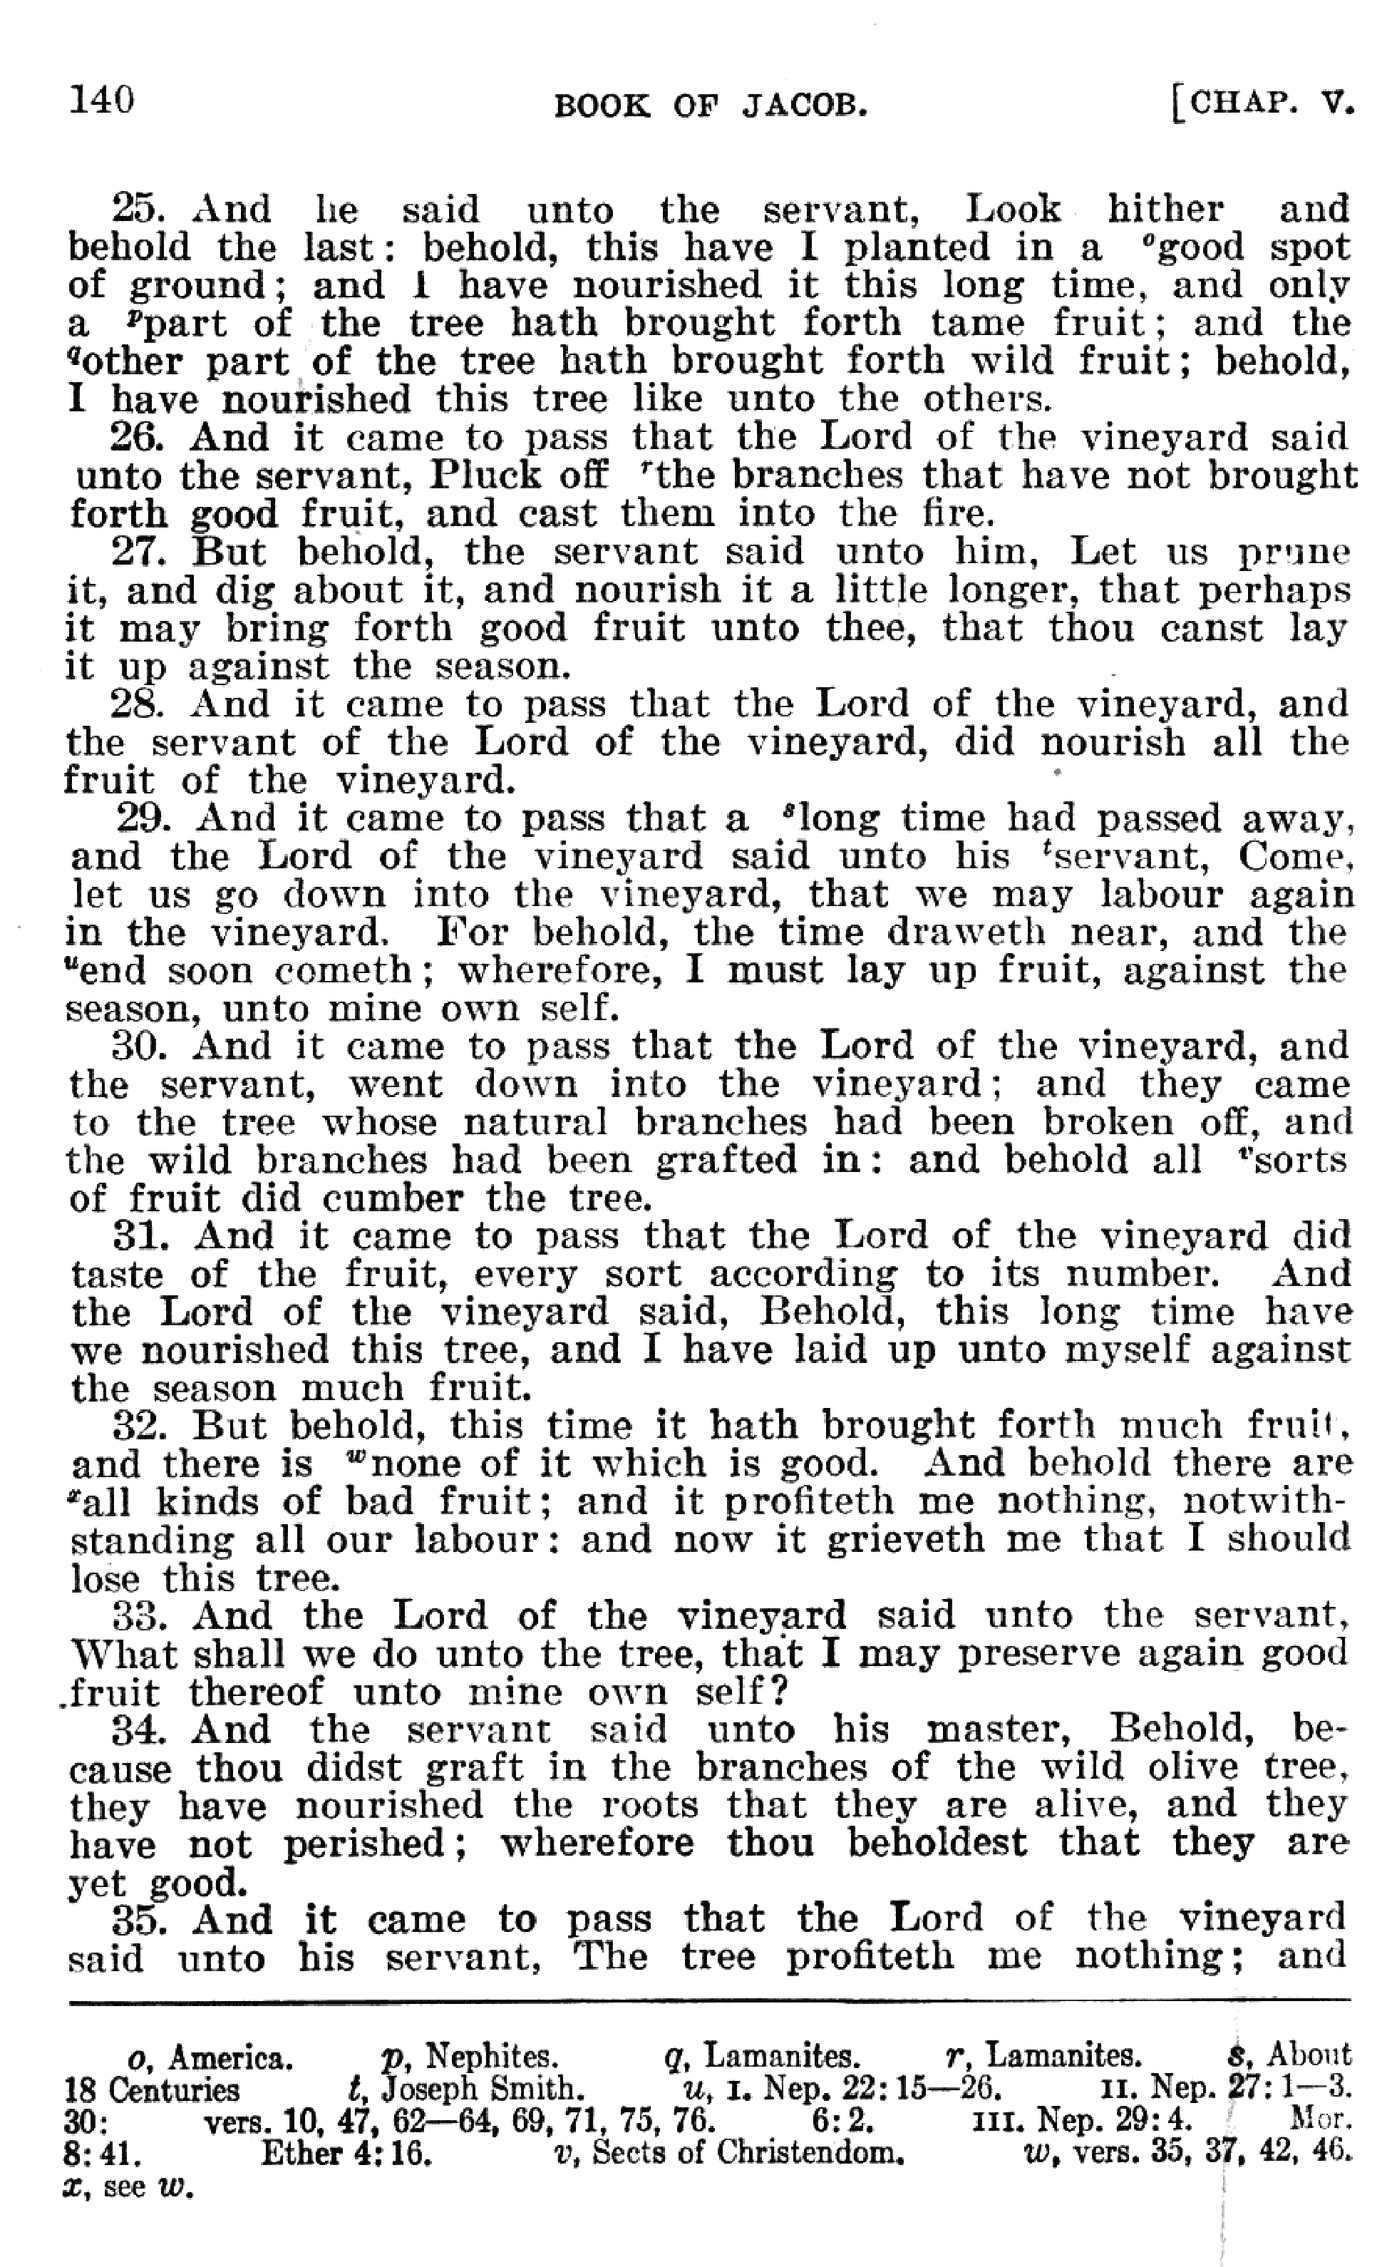 140 BOOK OF JACOB. [CHAP. V.
25. And he said unto the servant, Look hither and
behold the last: behold, this have I planted in a ᵒgood spot
of ground; and I have nourished it this long time, and only
a ᵖpart of the tree hath brought forth tame fruit; and the
qother part of the tree hath brought forth wild fruit; behold,
I have nourished this tree like unto the others.
26. And it came to pass that the Lord of the vineyard said
unto the servant, Pluck off ʳthe branches that have not brought
forth good fruit, and cast them into the fire.
27. But behold, the servant said unto him, Let us prune
it, and dig about it, and nourish it a little longer, that perhaps
it may bring forth good fruit unto thee, that thou canst lay
it up against the season.
28. And it came to pass that the Lord of the vineyard, and
the servant of the Lord of the vineyard, did nourish all the
fruit of the vineyard.
29. And it came to pass that a ˢlong time had passed away,
and the Lord of the vineyard said unto his ᵗservant, Come,
let us go down into the vineyard, that we may labour again
in the vineyard. For behold, the time draweth near, and the
ᵘend soon cometh; wherefore, I must lay up fruit, against the
season, unto mine own self.
30. And it came to pass that the Lord of the vineyard, and
the servant, went down into the vineyard; and they came
to the tree whose natural branches had been broken off, and
the wild branches had been grafted in: and behold all ᵛsorts
of fruit did cumber the tree.
31. And it came to pass that the Lord of the vineyard did
taste of the fruit, every sort according to its number. And
the Lord of the vineyard said, Behold, this long time have
we nourished this tree, and I have laid up unto myself against
the season much fruit.
32. But behold, this time it hath brought forth much fruit,
and there is ʷnone of it which is good. And behold there are
ˣall kinds of bad fruit; and it profiteth me nothing, notwith-
standing all our labour: and now it grieveth me that I should
lose this tree.
33. And the Lord of the vineyard said unto the servant,
What shall we do unto the tree, that I may preserve again good
fruit thereof unto mine own self?
34. And the servant said unto his master, Behold, be-
cause thou didst graft in the branches of the wild olive tree,
they have nourished the roots that they are alive, and they
have not perished; wherefore thou beholdest that they are
yet good.
35. And it came to pass that the Lord of the vineyard
said unto his servant, The tree profiteth me nothing; and
o, America. p, Nephites. q, Lamanites. r, Lamanites. s, About
18 Centuries t, Joseph Smith. u, I. Nep. 22:15—26. II. Nep. 27:1—3.
30: vers. 10, 47, 62—64, 69, 71, 75, 76. 6:2. III. Nep. 29:4. Mor.
8:41. Ether 4:16. v, Sects of Christendom. w, vers. 35, 37, 42, 46.
x, see w.